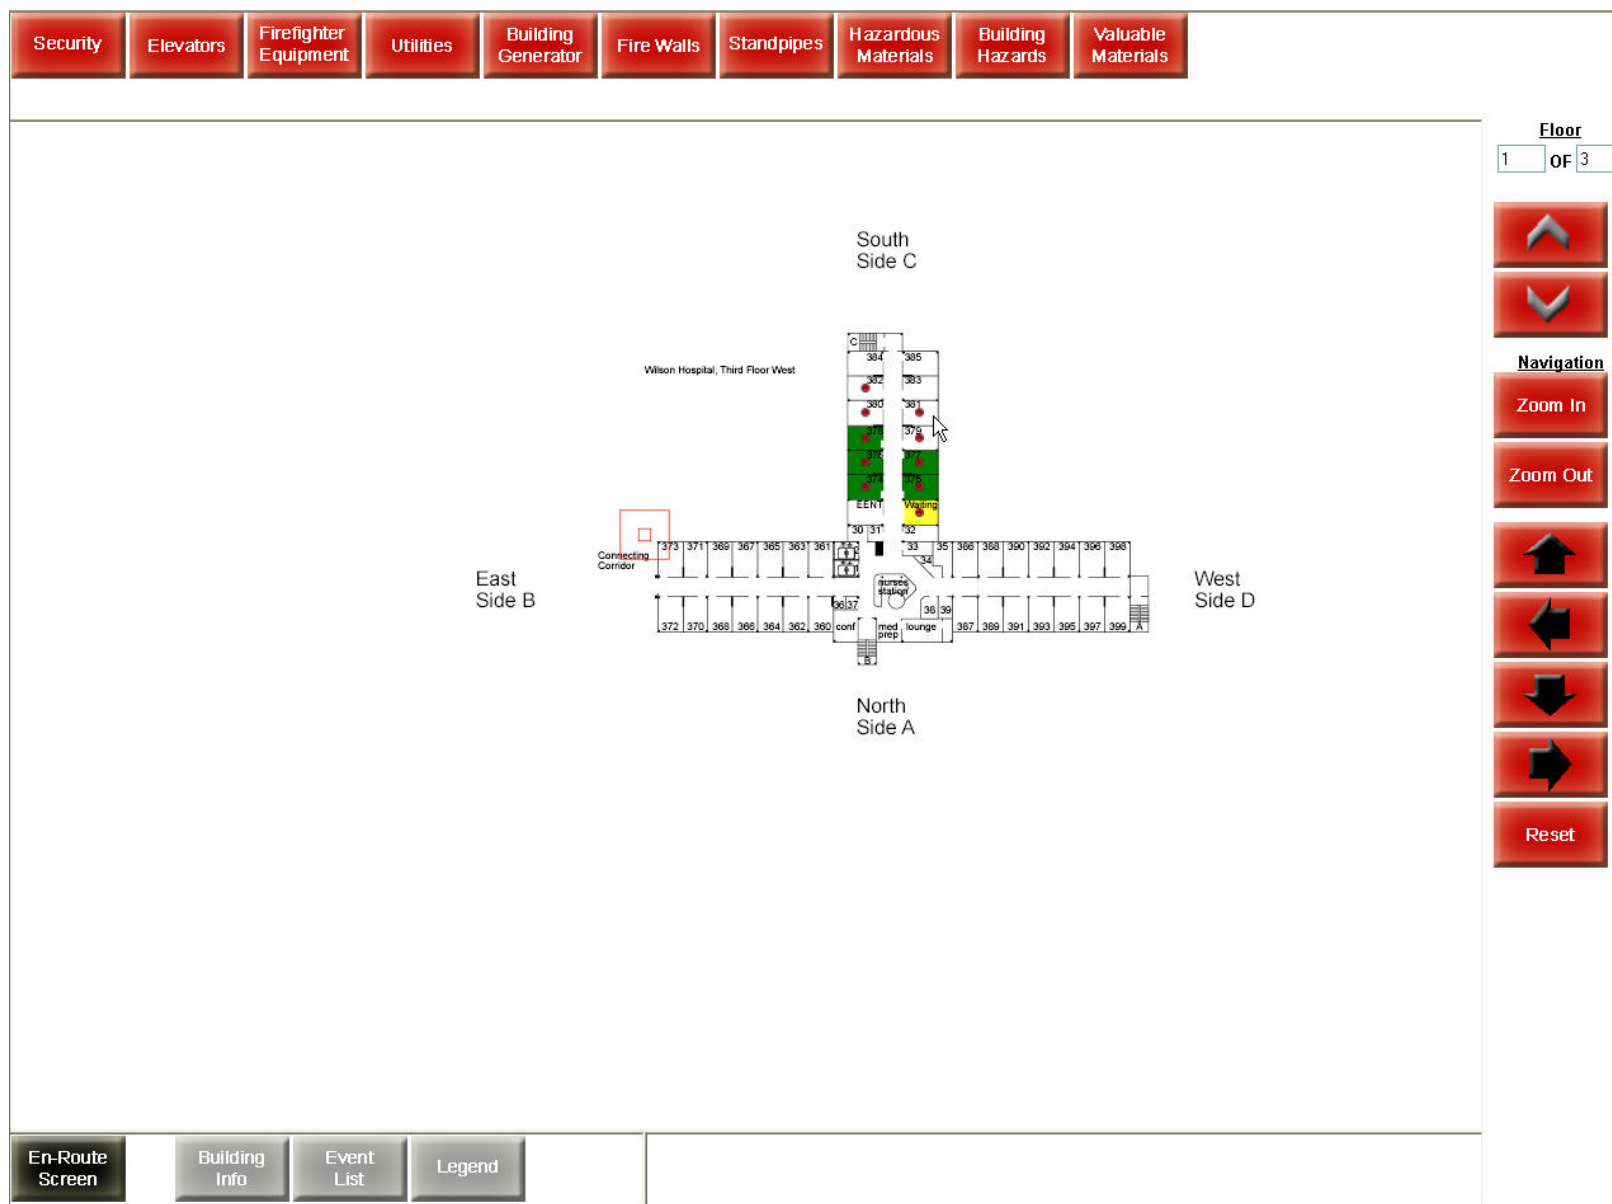 Security
Elevators
Firefighter
Equipment
Utilities
Building
Generator
Fire Walls
Standpipes
Hazardous
Materials
Building
Hazards
Valuable
Materials
Floor
1 OF 3
Navigation
Zoom In
Zoom Out
Reset
South
Side C
Wilson Hospital, Third Floor West
C
384 385
382 383
380 381
378 379
376 377
374 375
EENT Waiting
30 31 32
373 371 369 367 365 363 361 33 35 386 388 390 392 394 396 398
34
Connecting
Corridor
East
Side B
nurses
station
West
Side D
36 37 38 39
372 370 368 366 364 362 360 conf med
prep lounge 387 389 391 393 395 397 399 A
B
North
Side A
En-Route
Screen
Building
Info
Event
List
Legend